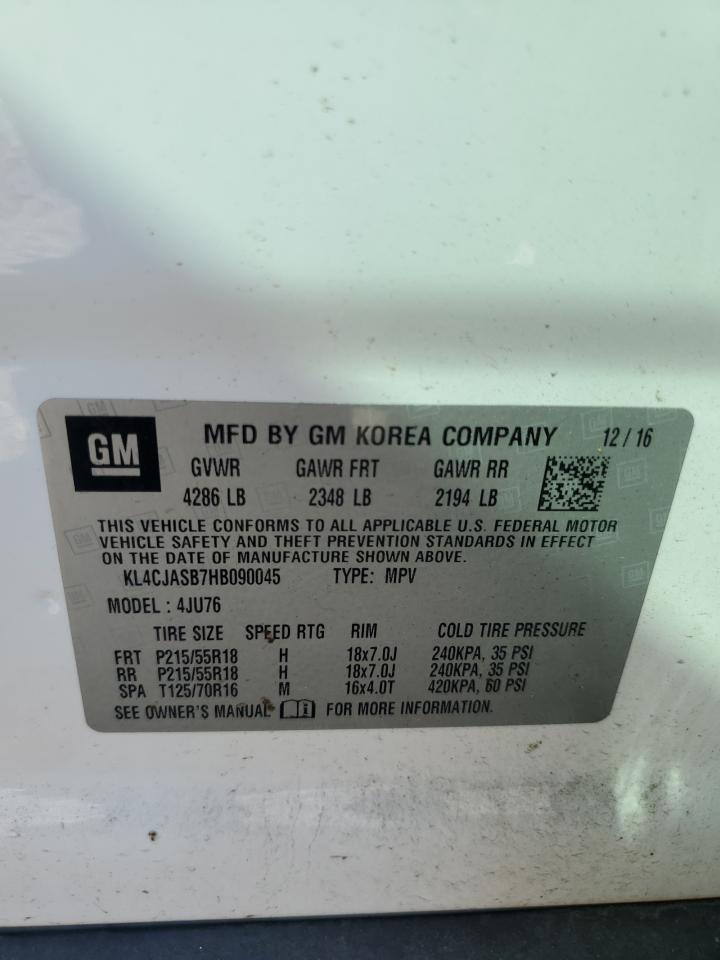 GM MFD BY GM KOREA COMPANY 12/16
GVWR GAWR FRT GAWR RR
4286 LB 2348 LB 2194 LB
THIS VEHICLE CONFORMS TO ALL APPLICABLE U.S. FEDERAL MOTOR
VEHICLE SAFETY AND THEFT PREVENTION STANDARDS IN EFFECT
ON THE DATE OF MANUFACTURE SHOWN ABOVE.
KL4CJASB7HB090045 TYPE: MPV
MODEL: 4JU76
TIRE SIZE SPEED RTG RIM COLD TIRE PRESSURE
FRT P215/55R18 H 18x7.0J 240KPA, 35 PSI
RR P215/55R18 H 18x7.0J 240KPA, 35 PSI
SPA T125/70R16 M 16x4.0T 420KPA, 60 PSI
SEE OWNER'S MANUAL FOR MORE INFORMATION.